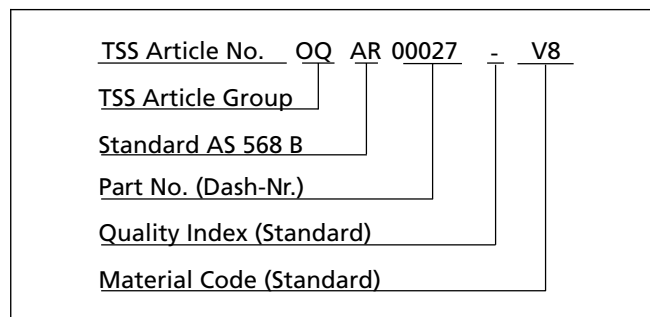 TSS Article No. OQ AR 00027 - V8
TSS Article Group
Standard AS 568 B
Part No. (Dash-Nr.)
Quality Index (Standard)
Material Code (Standard)